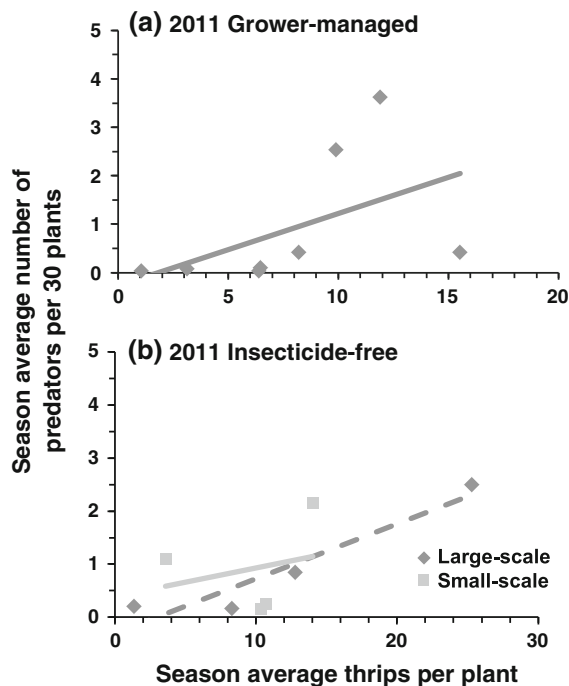 (a) 2011 Grower-managed
5
4
3
2
1
0
0 5 10 15 20
Season average number of
predators per 30 plants
(b) 2011 Insecticide-free
5
4
3
2
1
0
Large-scale
Small-scale
0 10 20 30
Season average thrips per plant